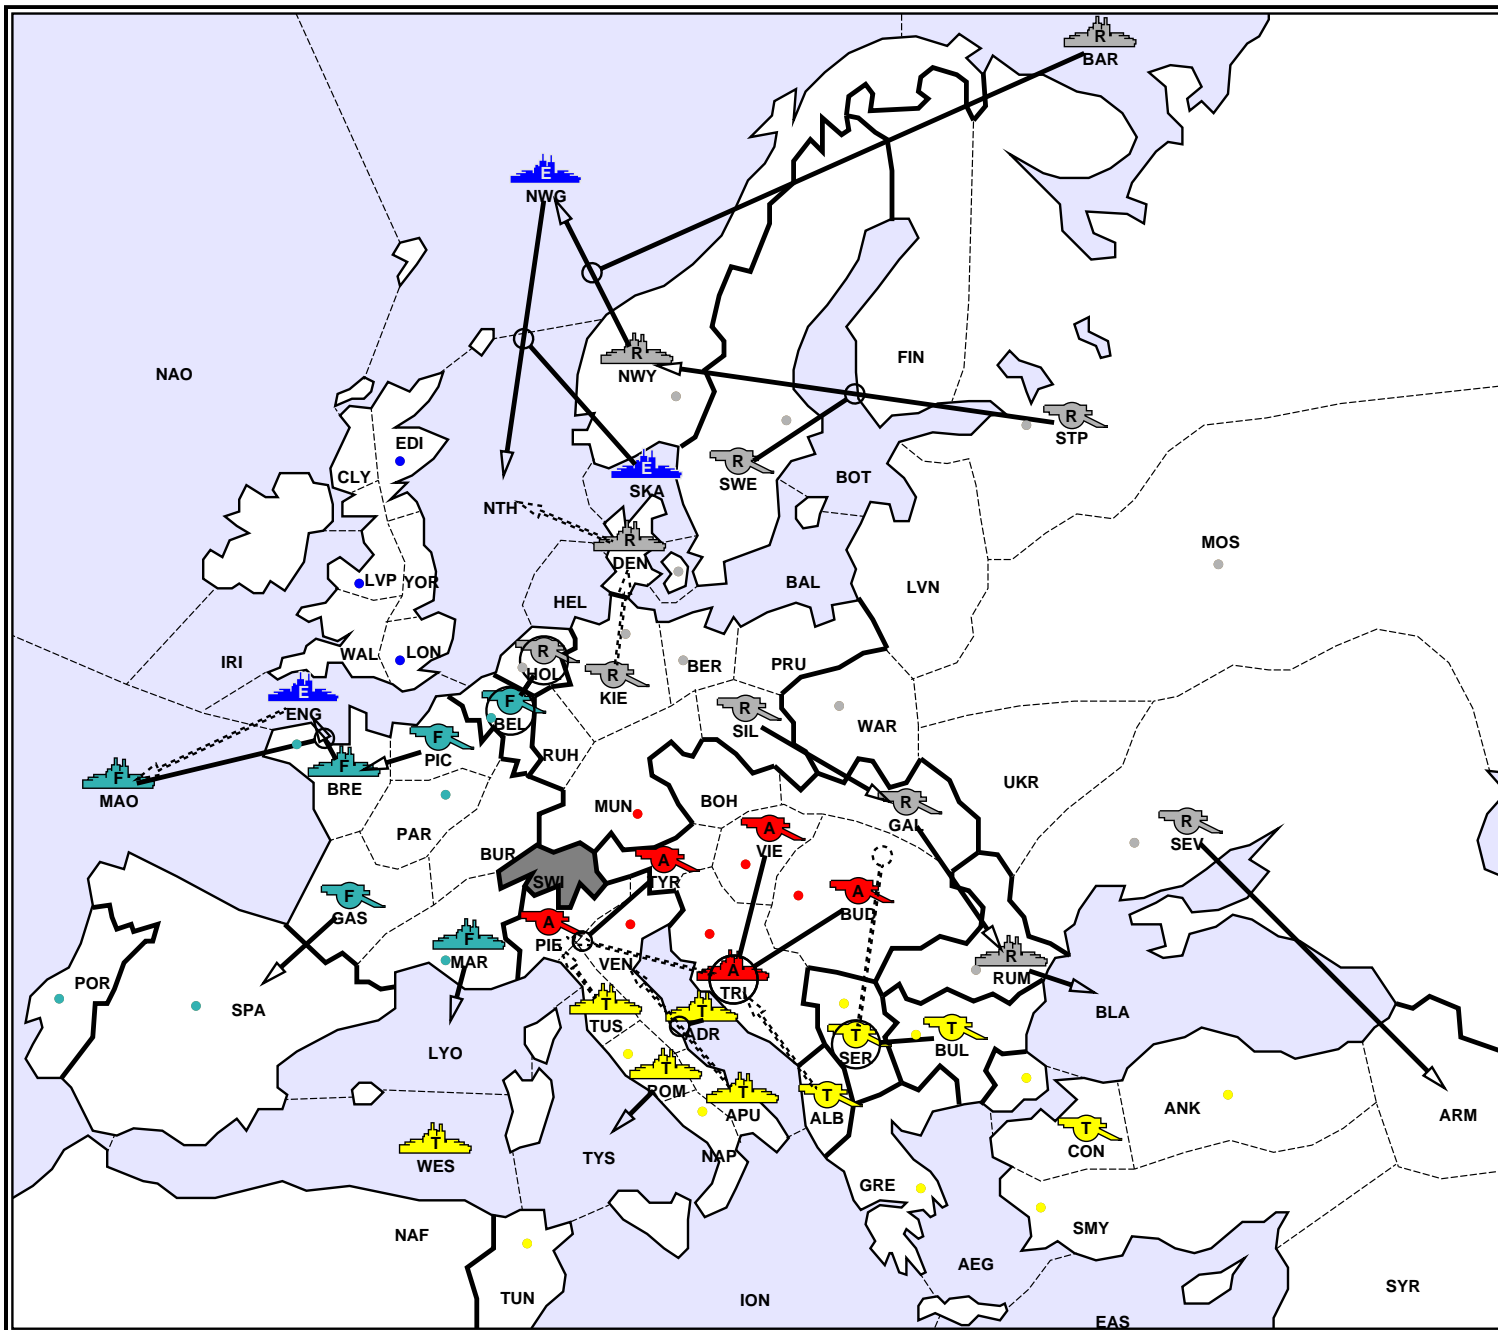 R
BAR
E
NWG
NAO
R
NWY
FIN
R
STP
EDI
CLY
R
SWE
E
SKA
BOT
NTH
R
DEN
MOS
LVP
YOR
HEL
BAL
LVN
IRI
WAL
LON
R
HOL
R
KIE
BER
PRU
E
ENG
F
BEL
F
PIC
RUH
R
SIL
WAR
UKR
F
MAO
F
BRE
MUN
BOH
R
GAL
R
SEV
PAR
BUR
A
VIE
A
TYR
SWI
F
GAS
A
BUD
A
PIE
F
MAR
VEN
R
RUM
POR
SPA
A
TRI
BLA
T
TUS
T
ADR
T
SER
T
BUL
LYO
T
ROM
T
APU
T
ALB
ANK
ARM
T
WES
TYS
NAP
T
CON
GRE
NAF
SMY
AEG
TUN
ION
SYR
EAS